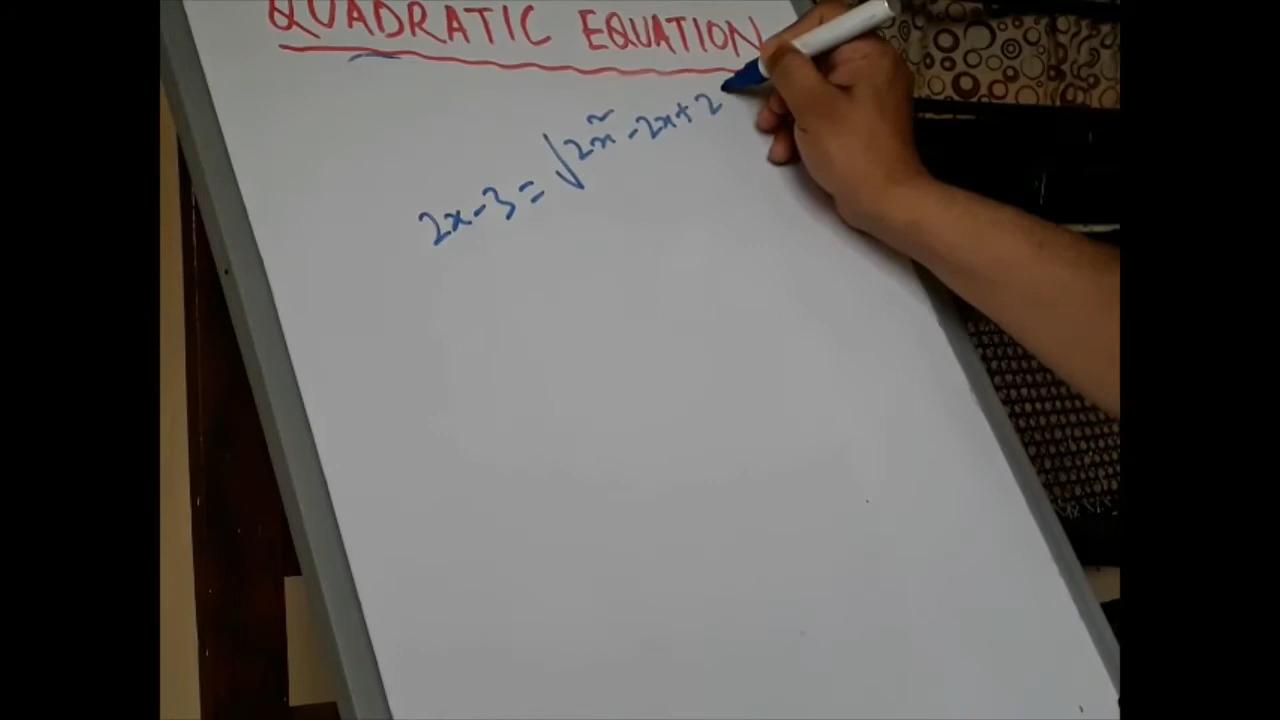 QUADRATIC EQUATION
2x-3 = √2x² -2x+2